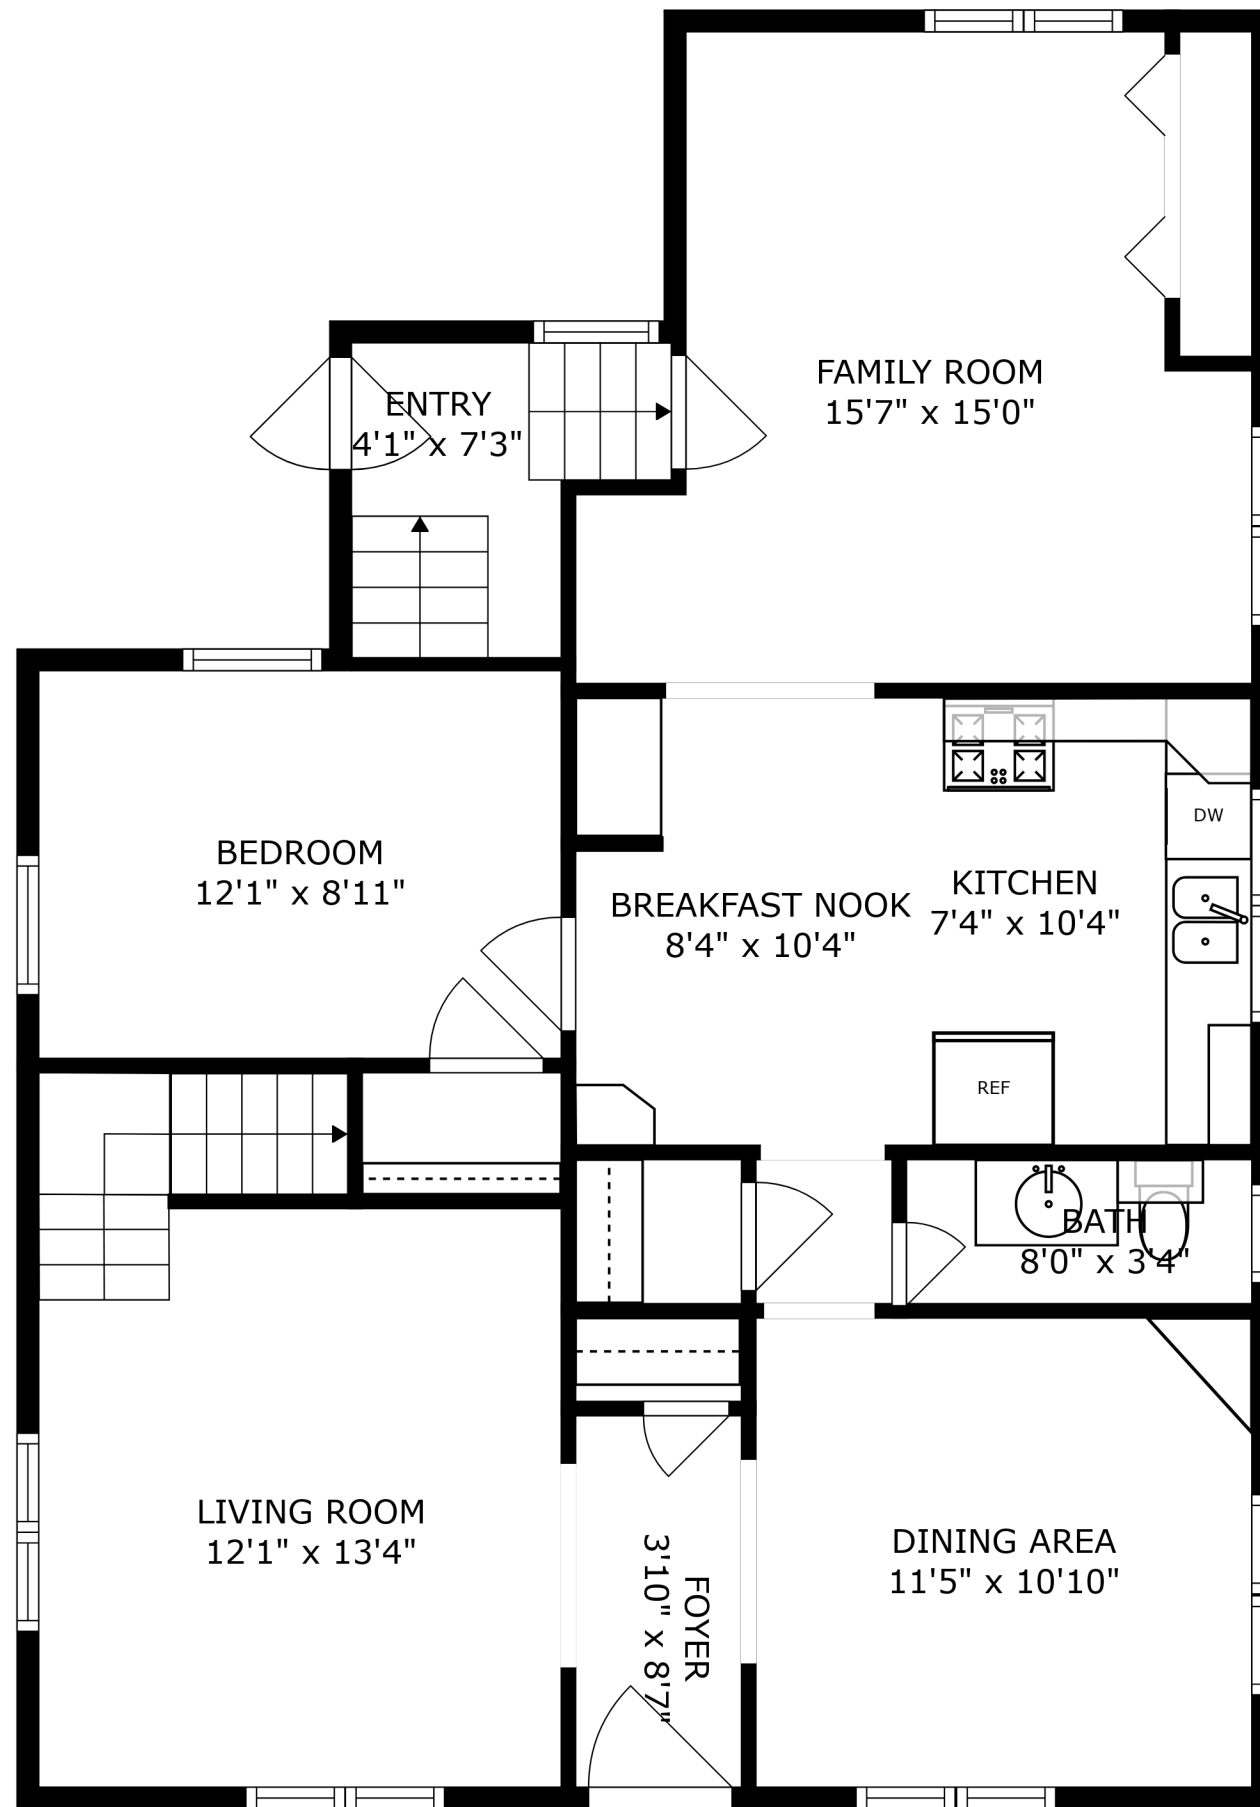 FAMILY ROOM
15'7" x 15'0"
ENTRY
4'1" x 7'3"
DW
BEDROOM
12'1" x 8'11"
BREAKFAST NOOK
8'4" x 10'4"
KITCHEN
7'4" x 10'4"
REF
BATH
8'0" x 3'4"
LIVING ROOM
12'1" x 13'4"
FOYER
3'10" x 8'7"
DINING AREA
11'5" x 10'10"